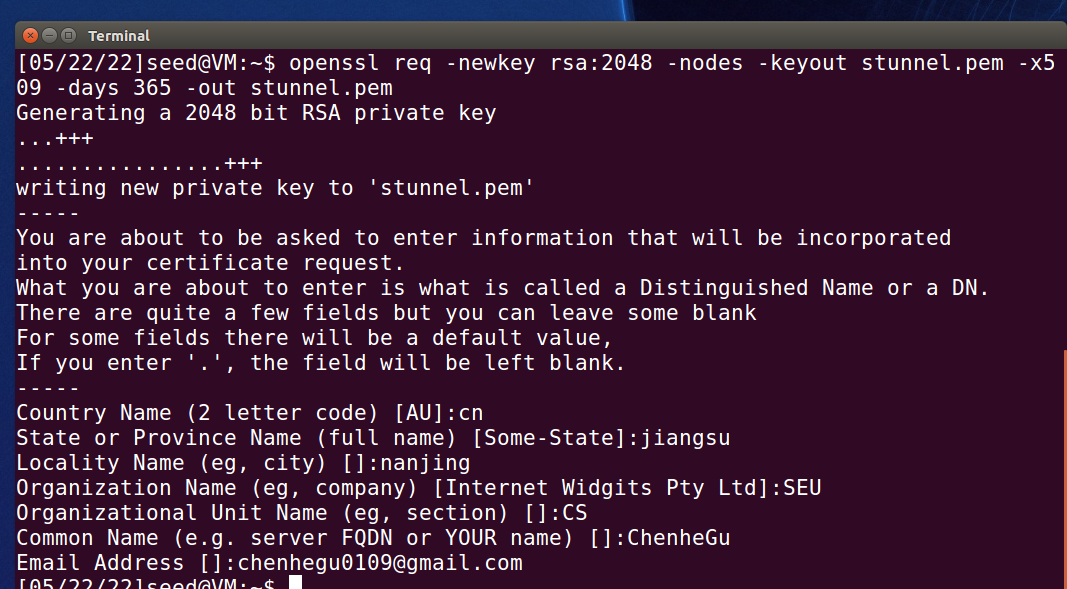 Terminal
[05/22/22]seed@VM:~$ openssl req -newkey rsa:2048 -nodes -keyout stunnel.pem -x5
09 -days 365 -out stunnel.pem
Generating a 2048 bit RSA private key
...+++
................+++
writing new private key to 'stunnel.pem'
-----
You are about to be asked to enter information that will be incorporated
into your certificate request.
What you are about to enter is what is called a Distinguished Name or a DN.
There are quite a few fields but you can leave some blank
For some fields there will be a default value,
If you enter '.', the field will be left blank.
-----
Country Name (2 letter code) [AU]:cn
State or Province Name (full name) [Some-State]:jiangsu
Locality Name (eg, city) []:nanjing
Organization Name (eg, company) [Internet Widgits Pty Ltd]:SEU
Organizational Unit Name (eg, section) []:CS
Common Name (e.g. server FQDN or YOUR name) []:ChenheGu
Email Address []:chenhegu0109@gmail.com
[05/22/22]seed@VM:~$